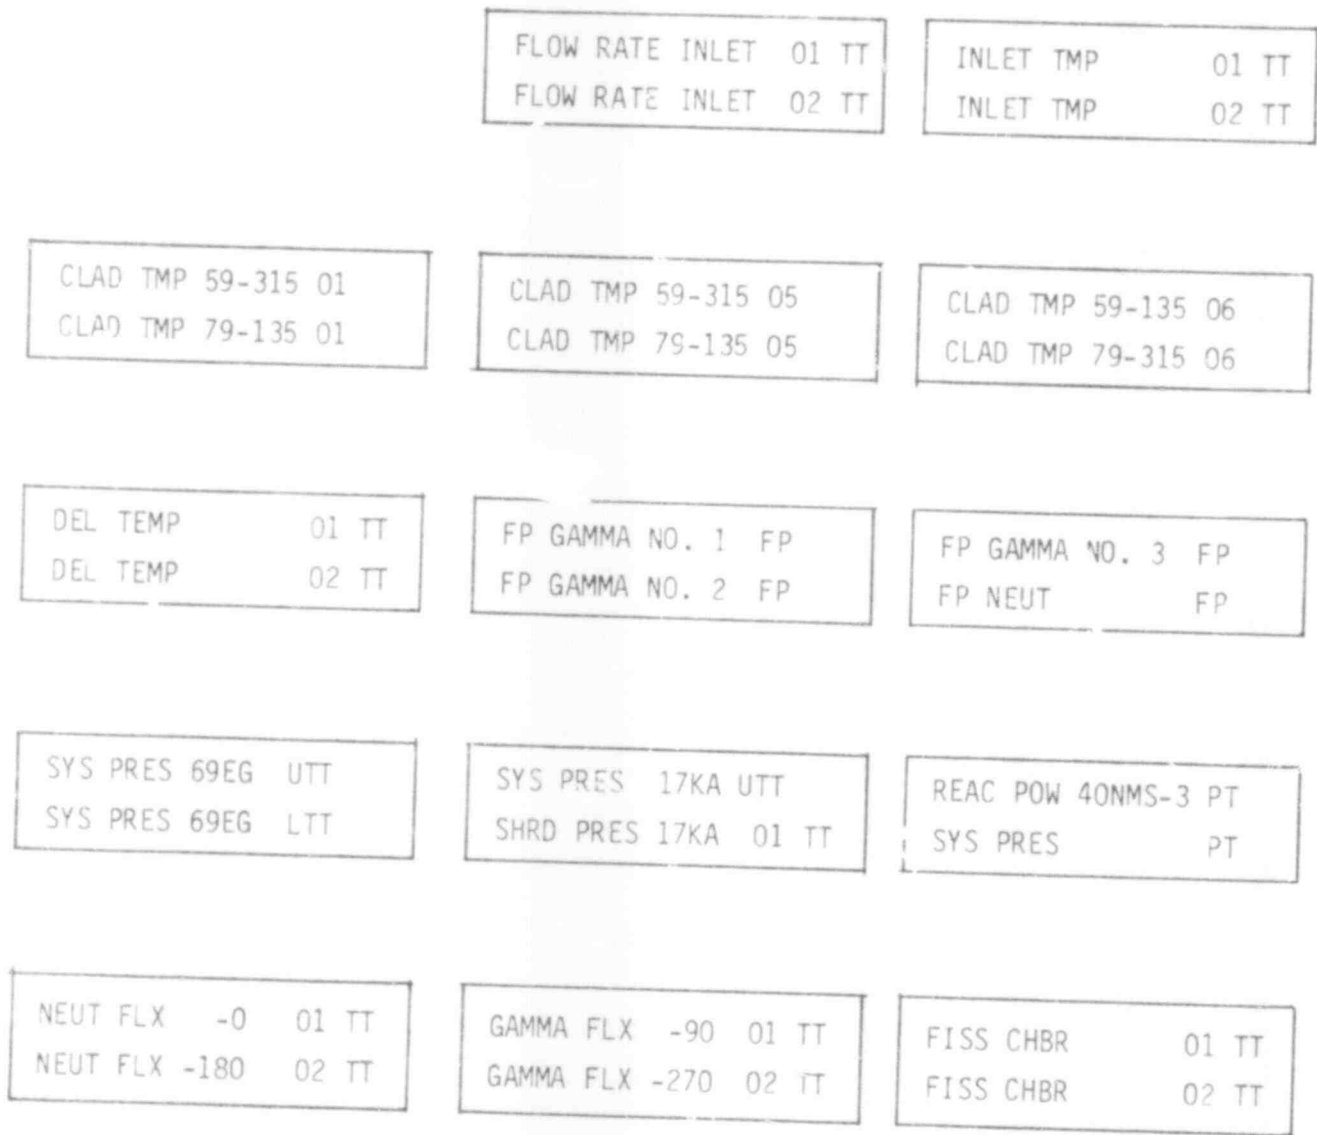 FLOW RATE INLET 01 TT
FLOW RATE INLET 02 TT
INLET TMP 01 TT
INLET TMP 02 TT
CLAD TMP 59-315 01
CLAD TMP 79-135 01
CLAD TMP 59-315 05
CLAD TMP 79-135 05
CLAD TMP 59-135 06
CLAD TMP 79-315 06
DEL TEMP 01 TT
DEL TEMP 02 TT
FP GAMMA NO. 1 FP
FP GAMMA NO. 2 FP
FP GAMMA NO. 3 FP
FP NEUT FP
SYS PRES 69EG UTT
SYS PRES 69EG LTT
SYS PRES 17KA UTT
SHRD PRES 17KA 01 TT
REAC POW 40NMS-3 PT
SYS PRES PT
NEUT FLX -0 01 TT
NEUT FLX -180 02 TT
GAMMA FLX -90 01 TT
GAMMA FLX -270 02 TT
FISS CHBR 01 TT
FISS CHBR 02 TT